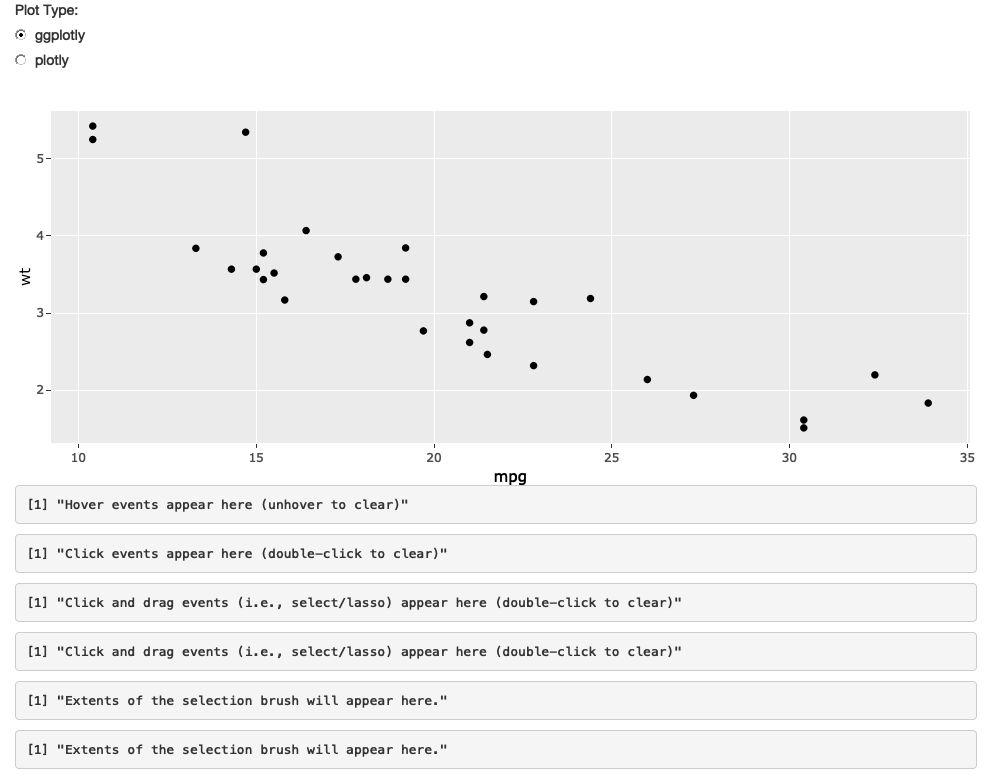 Plot Type:
ggplotly
plotly
5
4
3
2
wt
10 15 20 25 30 35
mpg
[1] "Hover events appear here (unhover to clear)"
[1] "Click events appear here (double-click to clear)"
[1] "Click and drag events (i.e., select/lasso) appear here (double-click to clear)"
[1] "Click and drag events (i.e., select/lasso) appear here (double-click to clear)"
[1] "Extents of the selection brush will appear here."
[1] "Extents of the selection brush will appear here."